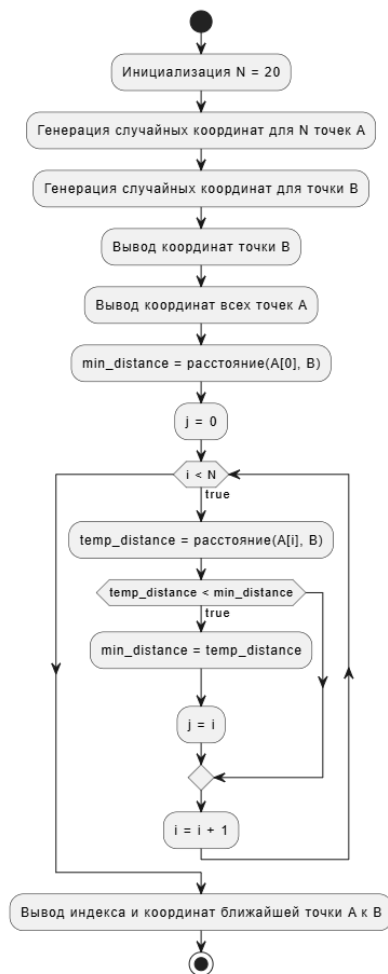 Инициализация N = 20
Генерация случайных координат для N точек A
Генерация случайных координат для точки B
Вывод координат точки B
Вывод координат всех точек A
min_distance = расстояние(A[0], B)
j = 0
i < N
true
temp_distance = расстояние(A[i], B)
temp_distance < min_distance
true
min_distance = temp_distance
j = i
i = i + 1
Вывод индекса и координат ближайшей точки A к B